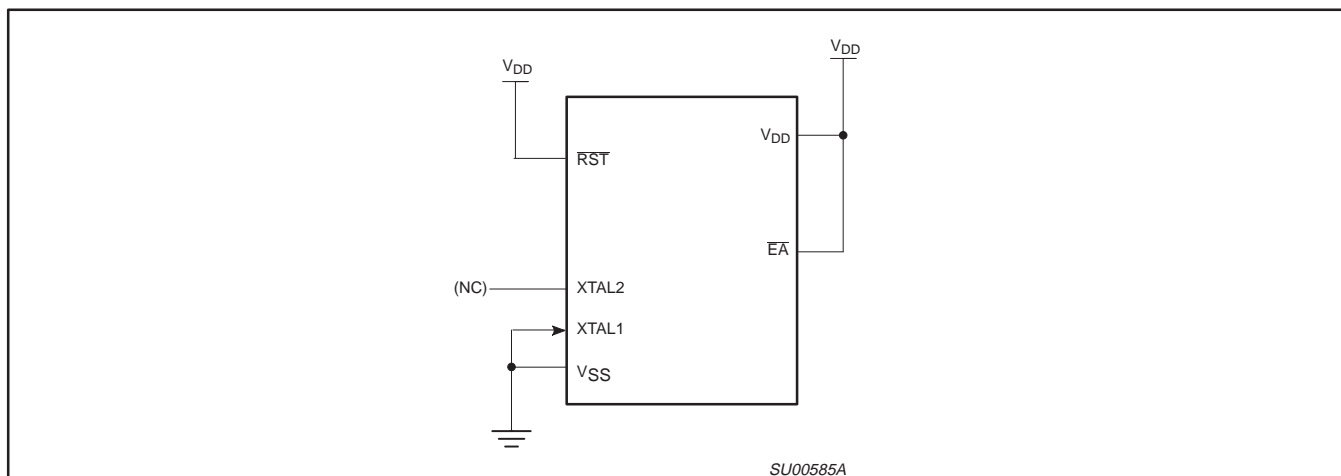 VDD
VDD
VDD
RST
EA
(NC)
XTAL2
XTAL1
VSS
SU00585A